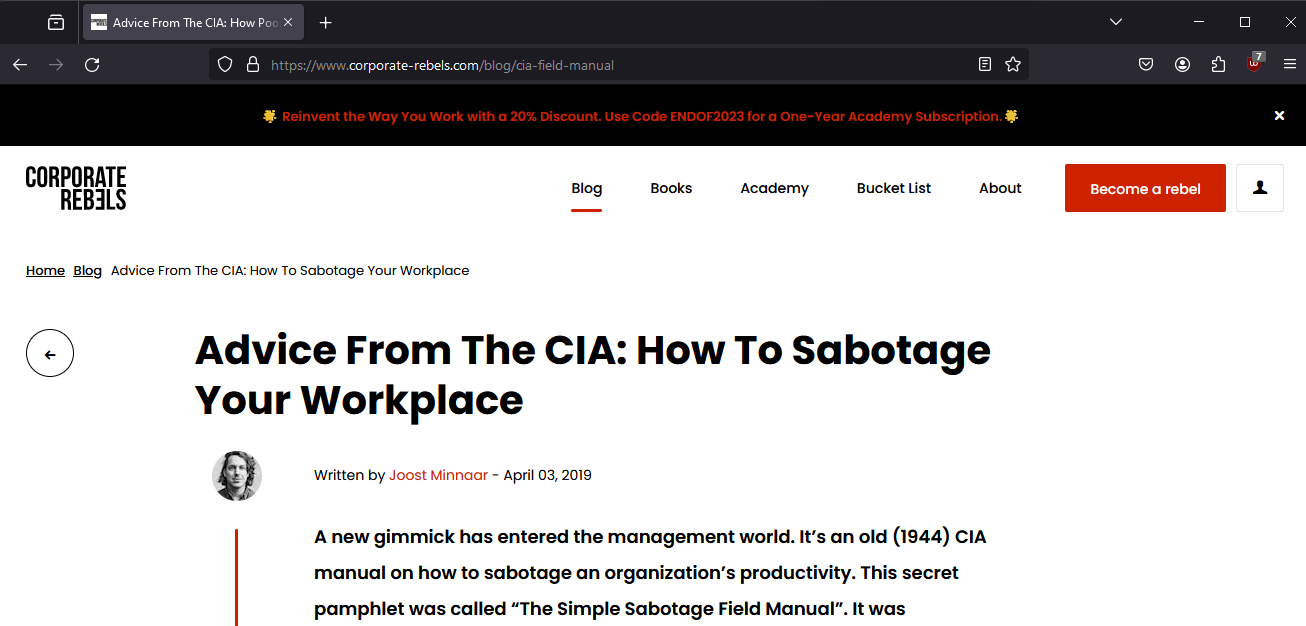 Advice From The CIA: How Poo
https://www.corporate-rebels.com/blog/cia-field-manual
7
Reinvent the Way You Work with a 20% Discount. Use Code ENDOF2023 for a One-Year Academy Subscription.
CORPORATE
REBELS
Blog
Books
Academy
Bucket List
About
Become a rebel
Home Blog Advice From The CIA: How To Sabotage Your Workplace
Advice From The CIA: How To Sabotage
Your Workplace
Written by Joost Minnaar - April 03, 2019
A new gimmick has entered the management world. It’s an old (1944) CIA
manual on how to sabotage an organization’s productivity. This secret
pamphlet was called “The Simple Sabotage Field Manual”. It was